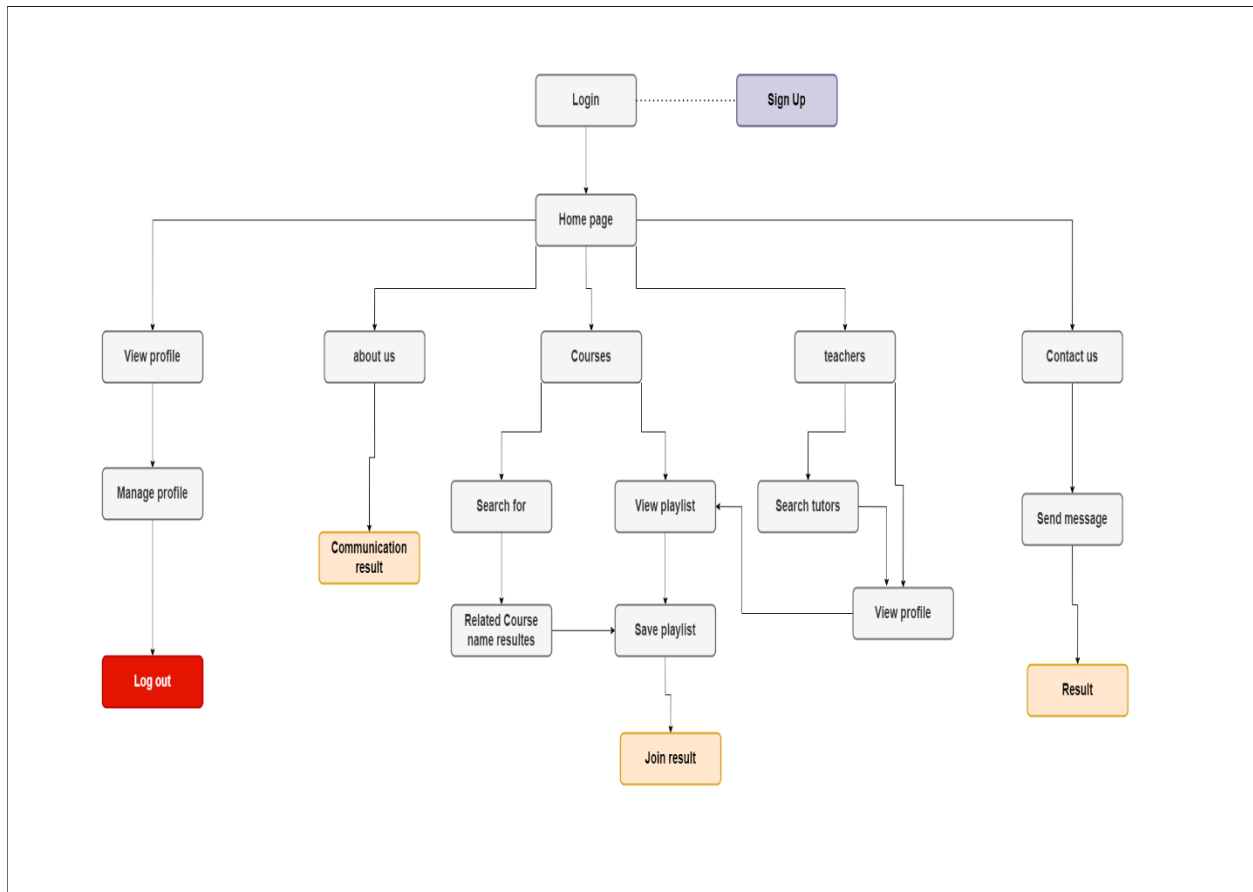 Login
Sign Up
Home page
View profile
about us
Courses
teachers
Contact us
Manage profile
Search for
View playlist
Search tutors
Send message
Communication
result
Related Course
name resultes
Save playlist
View profile
Log out
Result
Join result